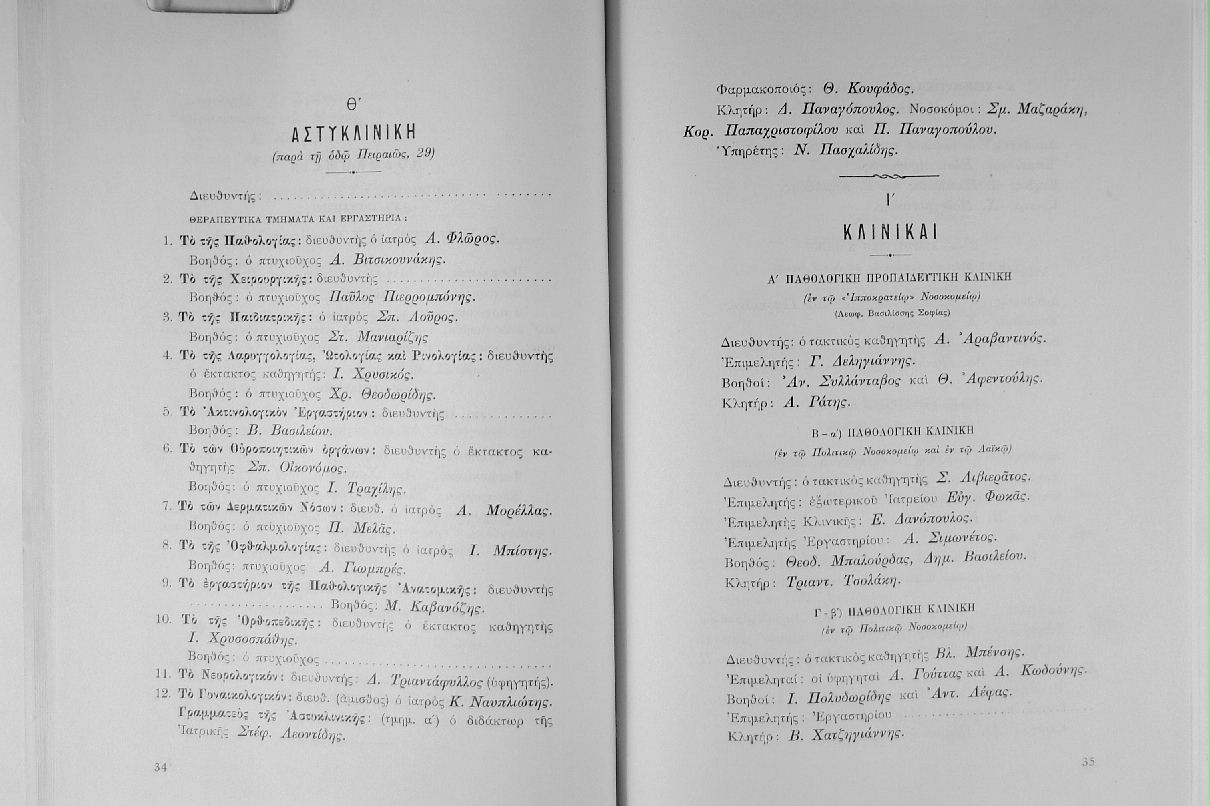 Θ′
ΑΣΤΥΚΛΙΝΙΚΗ
(παρὰ τῇ ὁδῷ Πειραιῶς, 29)
Διευθυντής : . . . . . . . . . . . . . . . . . . . .
ΘΕΡΑΠΕΥΤΙΚΑ ΤΜΗΜΑΤΑ ΚΑΙ ΕΡΓΑΣΤΗΡΙΑ :
1. Τὸ τῆς Παθολογίας : διευθυντὴς ὁ ἰατρὸς Α. Φλῶρος.
Βοηθός : ὁ πτυχιοῦχος Α. Βιτσικουνάκης.
2. Τὸ τῆς Χειρουργικῆς : διευθυντὴς . . . . . . . . . .
Βοηθὸς : ὁ πτυχιοῦχος Παῦλος Πιερρομπόνης.
3. Τὸ τῆς Παιδιατρικῆς : ὁ ἰατρὸς Σπ. Λοῦρος.
Βοηθός : ὁ πτυχιοῦχος Στ. Μανιαρίζης
4. Τὸ τῆς Λαρυγγολογίας, Ὠτολογίας καὶ Ρινολογίας : διευθυντὴς
ὁ ἔκτακτος καθηγητής : Ι. Χρυσικός.
Βοηθὸς : ὁ πτυχιοῦχος Χρ. Θεοδωρίδης.
5. Τὸ Ἀκτινολογικὸν Ἐργαστήριον : διευθυντὴς . . . . . . . .
Βοηθός : Β. Βασιλείου.
6. Τὸ τῶν Οὐροποιητικῶν ὀργάνων : διευθυντὴς ὁ ἔκτακτος κα-
θηγητὴς Σπ. Οἰκονόμος.
Βοηθὸς : ὁ πτυχιοῦχος Ι. Τραχίλης.
7. Τὸ τῶν Δερματικῶν Νόσων : διευθ. ὁ ἰατρὸς Α. Μορέλλας.
Βοηθὸς : ὁ πτυχιοῦχος Π. Μελᾶς.
8. Τὸ τῆς Ὀφθαλμολογίας : διευθυντὴς ὁ ἰατρὸς Ι. Μπίστης.
Βοηθός : πτυχιοῦχος Α. Γιωμπρές.
9. Τὸ ἐργαστήριον τῆς Παθολογικῆς Ἀνατομικῆς : διευθυντὴς
. . . . . . . . . . Βοηθὸς : Μ. Καβανόζης.
10. Τὸ τῆς Ὀρθοπεδικῆς : διευθυντὴς ὁ ἔκτακτος καθηγητὴς
Ι. Χρυσοσπάθης.
Βοηθὸς : ὁ πτυχιοῦχος . . . . . . . . . . . . . .
11. Τὸ Νευρολογικόν : διευθυντής : Δ. Τριαντάφυλλος (ὑφηγητής).
12. Τὸ Γυναικολογικόν : διευθ. (ἄμισθος) ὁ ἰατρὸς Κ. Ναυπλιώτης.
Γραμματεὺς τῆς Ἀστυκλινικῆς : (τμημ. α′) ὁ διδάκτωρ τῆς
Ἰατρικῆς Στέφ. Λεοντίδης.
34
Φαρμακοποιός : Θ. Κουφάδος.
Κλητήρ : Δ. Παναγόπουλος. Νοσοκόμοι : Σμ. Μαζαράκη,
Κορ. Παπαχριστοφίλου καὶ Π. Παναγοπούλου.
Ὑπηρέτης : Ν. Πασχαλίδης.
Ι′
ΚΛΙΝΙΚΑΙ
Α′ ΠΑΘΟΛΟΓΙΚΗ ΠΡΟΠΑΙΔΕΥΤΙΚΗ ΚΛΙΝΙΚΗ
(ἐν τῷ «Ἱπποκρατείῳ» Νοσοκομείῳ)
(Λεωφ. Βασιλίσσης Σοφίας)
Διευθυντής : ὁ τακτικὸς καθηγητὴς Α. Ἀραβαντινός.
Ἐπιμελητής : Γ. Δεληγιάννης.
Βοηθοί : Ἀν. Συλλάνταβος καὶ Θ. Ἀφεντούλης.
Κλητήρ : Α. Ράτης.
Β - α′) ΠΑΘΟΛΟΓΙΚΗ ΚΛΙΝΙΚΗ
(ἐν τῷ Πολιτικῷ Νοσοκομείῳ καὶ ἐν τῷ Λαϊκῷ)
Διευθυντής : ὁ τακτικὸς καθηγητὴς Σ. Λιβιεράτος.
Ἐπιμελητής : ἐξωτερικοῦ Ἰατρείου Εὐγ. Φωκᾶς.
Ἐπιμελητὴς Κλινικῆς : Ε. Δανόπουλος.
Ἐπιμελητὴς Ἐργαστηρίου : Α. Σιμωνέτος.
Βοηθός : Θεοδ. Μπαλούρδας, Δημ. Βασιλείου.
Κλητήρ : Τριαντ. Τσολάκη.
Γ - β′) ΠΑΘΟΛΟΓΙΚΗ ΚΛΙΝΙΚΗ
(ἐν τῷ Πολιτικῷ Νοσοκομείῳ)
Διευθυντής : ὁ τακτικὸς καθηγητὴς Βλ. Μπένσης.
Ἐπιμεληταί : οἱ ὑφηγηταὶ Α. Γούττας καὶ Α. Κωδούνης.
Βοηθοί : Ι. Πολυδωρίδης καὶ Ἀντ. Λέφας.
Ἐπιμελητής : Ἐργαστηρίου . . . . . . . . . .
Κλητήρ : Β. Χατζηγιάννης.
35